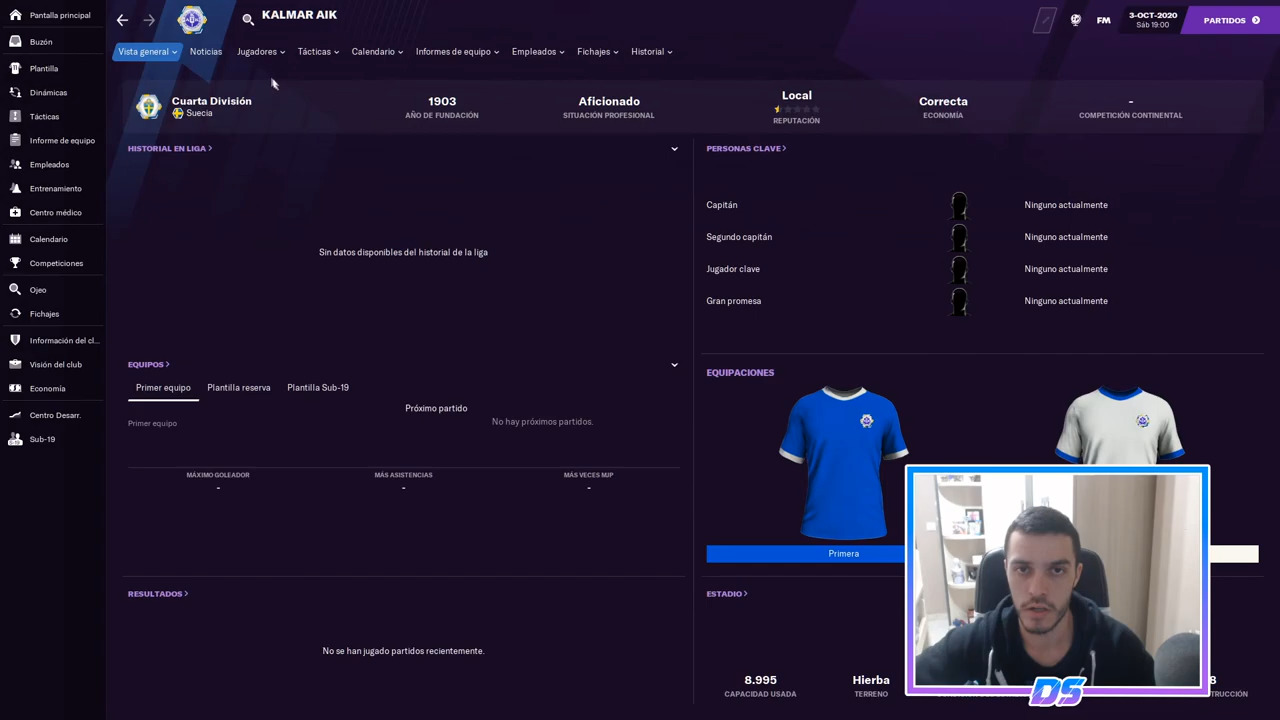 Pantalla principal
Buzón
Plantilla
Dinámicas
Tácticas
Informe de equipo
Empleados
Entrenamiento
Centro médico
Calendario
Competiciones
Ojeo
Fichajes
Información del cl...
Visión del club
Economía
Centro Desarr.
Sub-19
KALMAR AIK
FM
3-OCT-2020
Sáb 19:00
PARTIDOS
Vista general
Noticias
Jugadores
Tácticas
Calendario
Informes de equipo
Empleados
Fichajes
Historial
Cuarta División
Suecia
1903
AÑO DE FUNDACIÓN
Aficionado
SITUACIÓN PROFESIONAL
Local
REPUTACIÓN
Correcta
ECONOMÍA
-
COMPETICIÓN CONTINENTAL
HISTORIAL EN LIGA
Sin datos disponibles del historial de la liga
PERSONAS CLAVE
Capitán
Ninguno actualmente
Segundo capitán
Ninguno actualmente
Jugador clave
Ninguno actualmente
Gran promesa
Ninguno actualmente
EQUIPOS
Primer equipo
Plantilla reserva
Plantilla Sub-19
Próximo partido
Primer equipo
No hay próximos partidos.
MÁXIMO GOLEADOR
-
MÁS ASISTENCIAS
-
MÁS VECES MJP
-
EQUIPACIONES
Primera
RESULTADOS
No se han jugado partidos recientemente.
ESTADIO
8.995
CAPACIDAD USADA
Hierba
TERRENO
8
TRUCCIÓN
DS